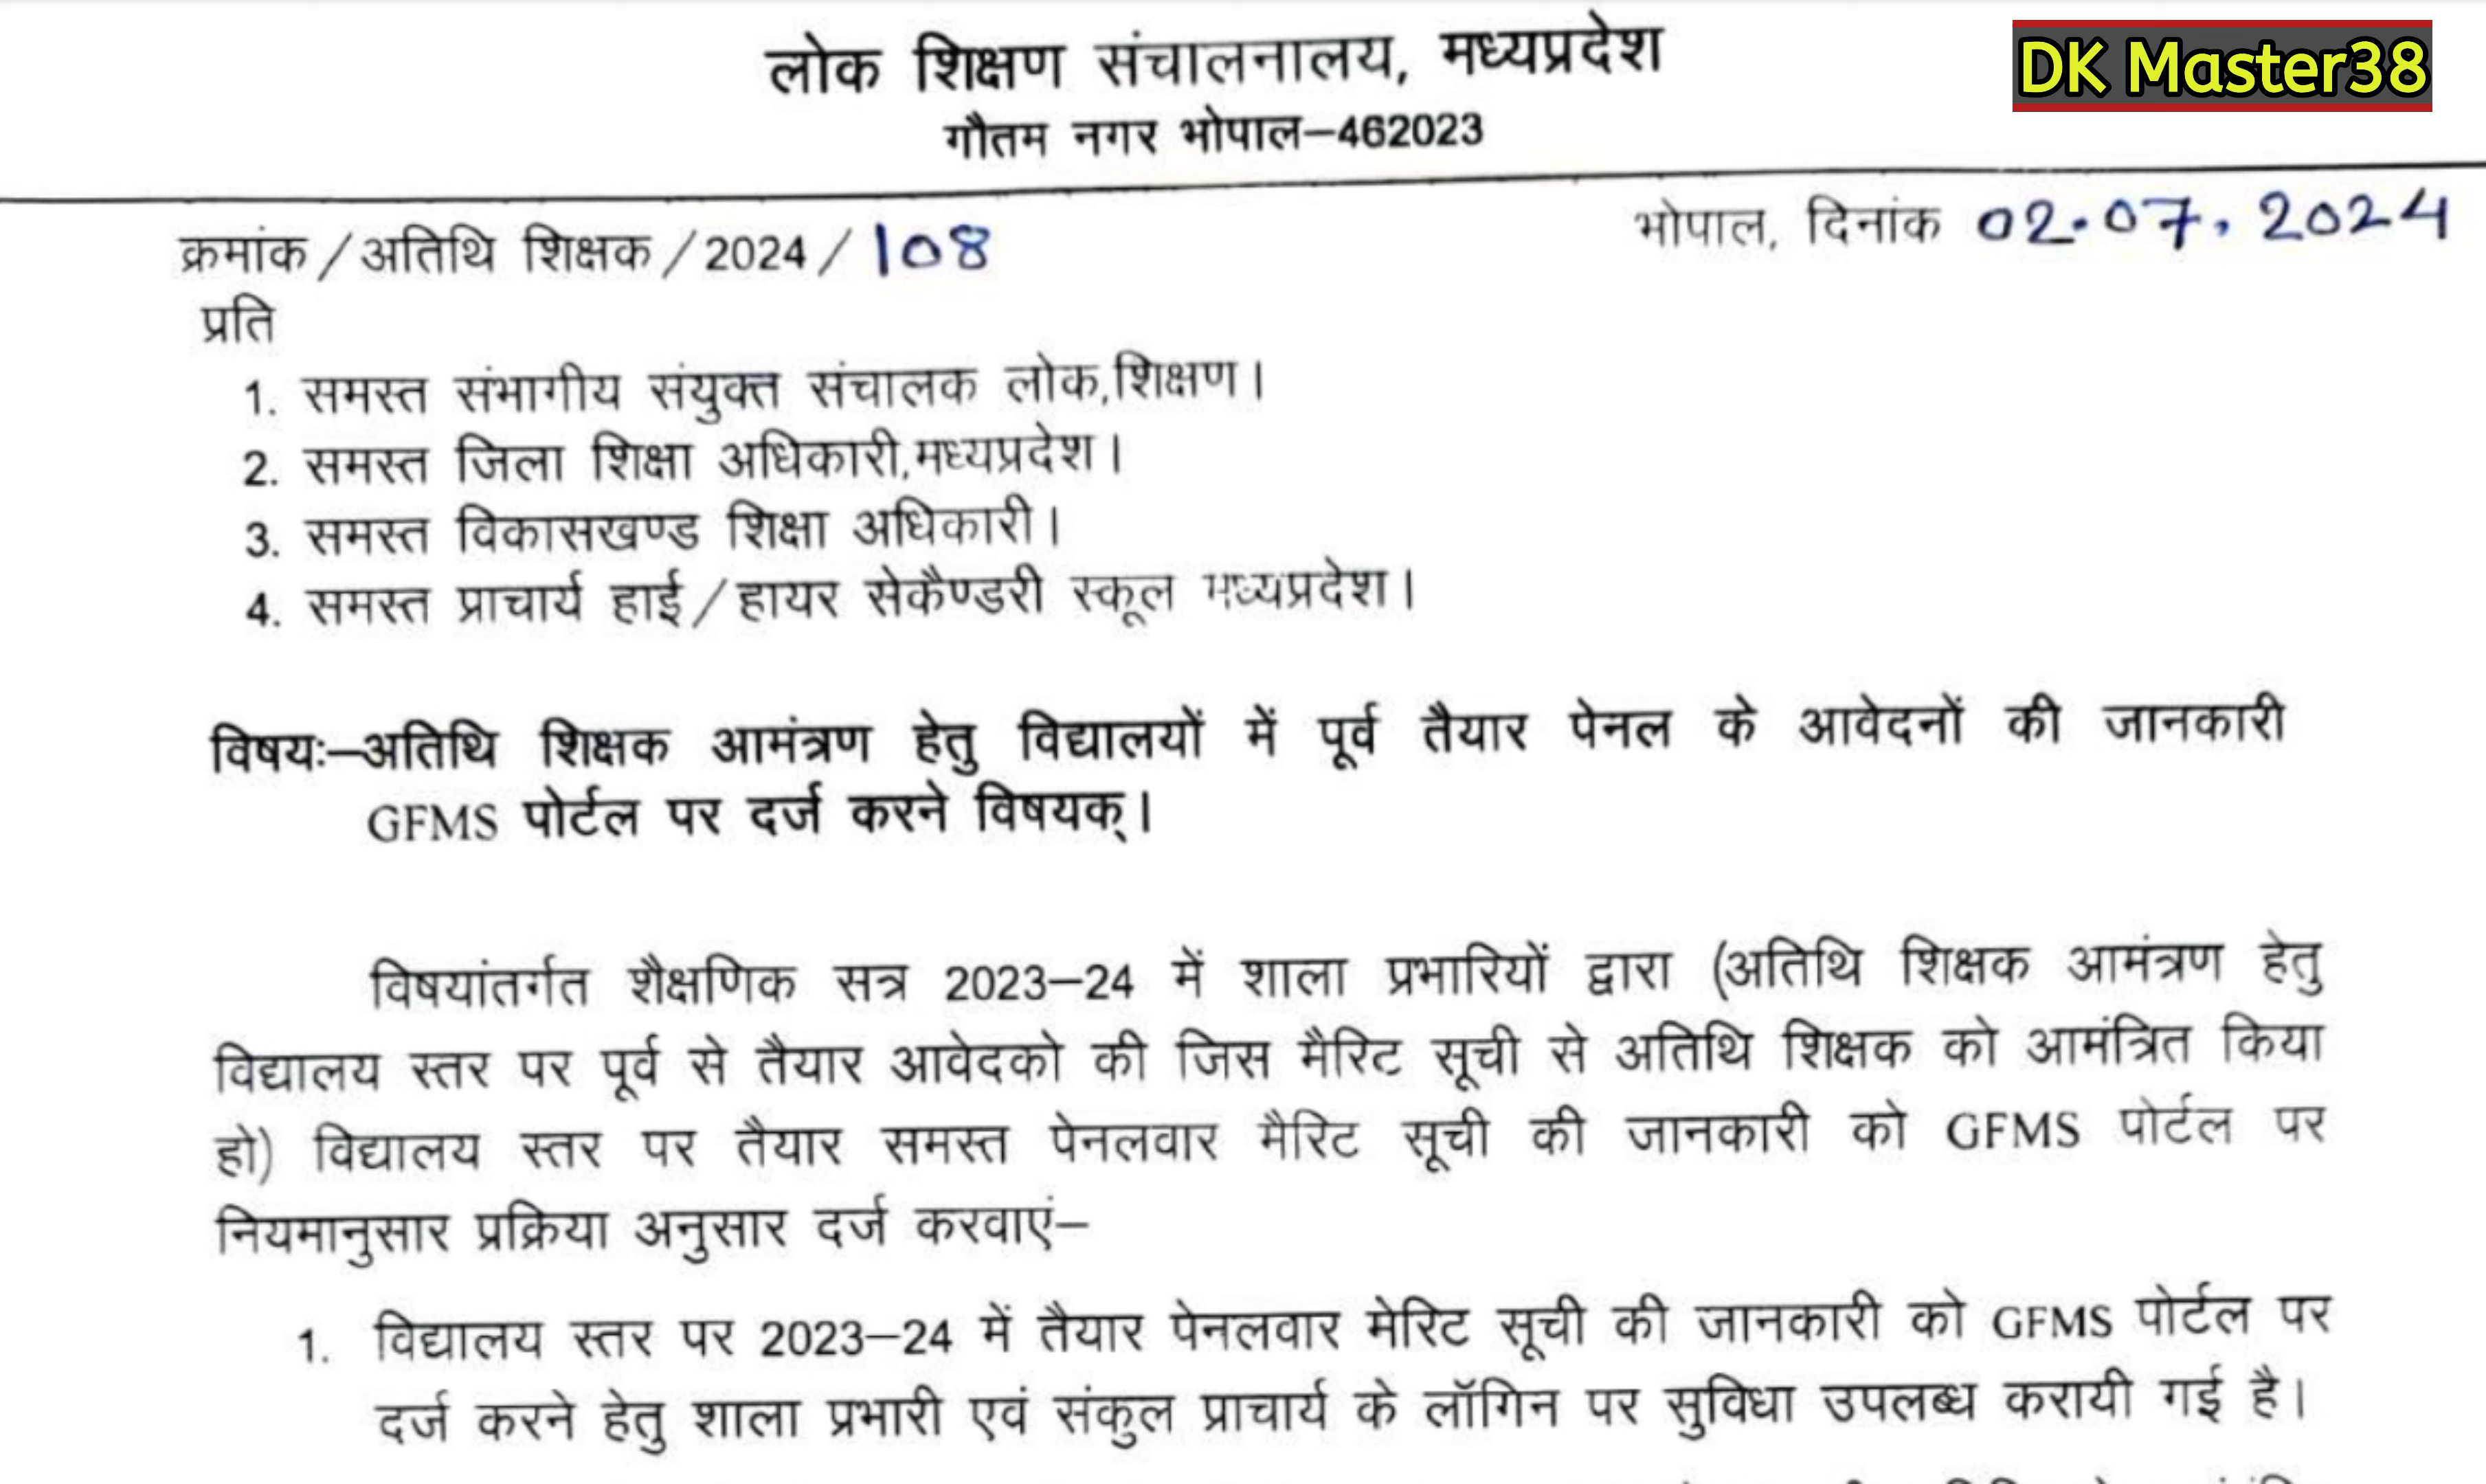 लोक शिक्षण संचालनालय, मध्यप्रदेश
DK Master38
गौतम नगर भोपाल–462023
क्रमांक/अतिथि शिक्षक/2024/108
भोपाल, दिनांक 02.07.2024
प्रति
1. समस्त संभागीय संयुक्त संचालक लोक,शिक्षण।
2. समस्त जिला शिक्षा अधिकारी,मध्यप्रदेश।
3. समस्त विकासखण्ड शिक्षा अधिकारी।
4. समस्त प्राचार्य हाई/हायर सेकैण्डरी स्कूल मध्यप्रदेश।
विषयः–अतिथि शिक्षक आमंत्रण हेतु विद्यालयों में पूर्व तैयार पेनल के आवेदनों की जानकारी
GFMS पोर्टल पर दर्ज करने विषयक्।
विषयांतर्गत शैक्षणिक सत्र 2023–24 में शाला प्रभारियों द्वारा (अतिथि शिक्षक आमंत्रण हेतु
विद्यालय स्तर पर पूर्व से तैयार आवेदको की जिस मैरिट सूची से अतिथि शिक्षक को आमंत्रित किया
हो) विद्यालय स्तर पर तैयार समस्त पेनलवार मैरिट सूची की जानकारी को GFMS पोर्टल पर
नियमानुसार प्रक्रिया अनुसार दर्ज करवाएं–
1. विद्यालय स्तर पर 2023–24 में तैयार पेनलवार मेरिट सूची की जानकारी को GFMS पोर्टल पर
दर्ज करने हेतु शाला प्रभारी एवं संकुल प्राचार्य के लॉगिन पर सुविधा उपलब्ध करायी गई है।